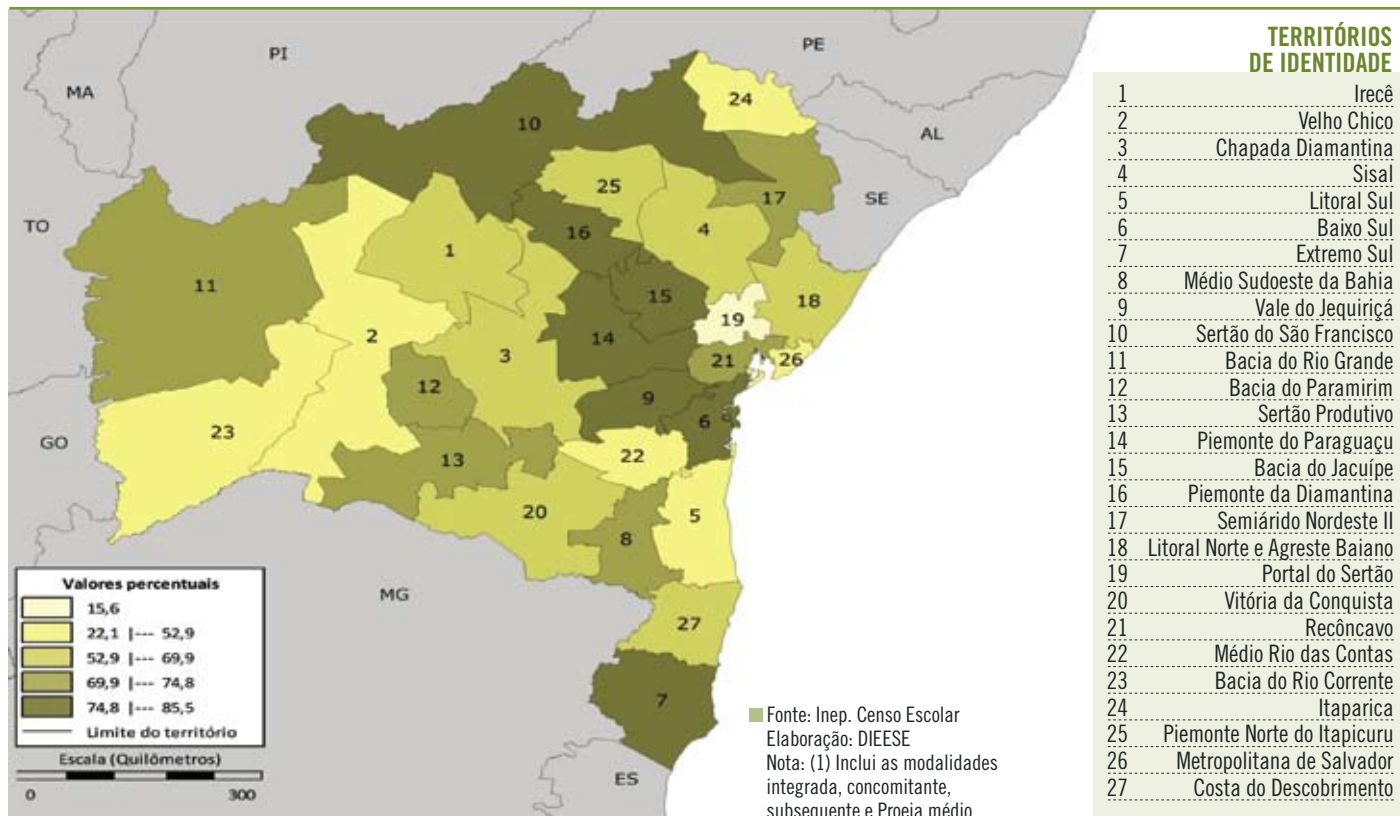 PI
PE
MA
AL
SE
TO
GO
MG
ES
24
10
25
17
16
4
1
11
15
18
19
2
14
3
21
26
12
9
6
23
22
13
20
5
8
27
7
Valores percentuais
15,6
22,1 |--- 52,9
52,9 |--- 69,9
69,9 |--- 74,8
74,8 |--- 85,5
Limite do território
Escala (Quilômetros)
0 300
Fonte: Inep. Censo Escolar
Elaboração: DIEESE
Nota: (1) Inclui as modalidades
integrada, concomitante,
subsequente e Proeja médio
TERRITÓRIOS
DE IDENTIDADE
1 Irecê
2 Velho Chico
3 Chapada Diamantina
4 Sisal
5 Litoral Sul
6 Baixo Sul
7 Extremo Sul
8 Médio Sudoeste da Bahia
9 Vale do Jequiriçá
10 Sertão do São Francisco
11 Bacia do Rio Grande
12 Bacia do Paramirim
13 Sertão Produtivo
14 Piemonte do Paraguaçu
15 Bacia do Jacuípe
16 Piemonte da Diamantina
17 Semiárido Nordeste II
18 Litoral Norte e Agreste Baiano
19 Portal do Sertão
20 Vitória da Conquista
21 Recôncavo
22 Médio Rio das Contas
23 Bacia do Rio Corrente
24 Itaparica
25 Piemonte Norte do Itapicuru
26 Metropolitana de Salvador
27 Costa do Descobrimento